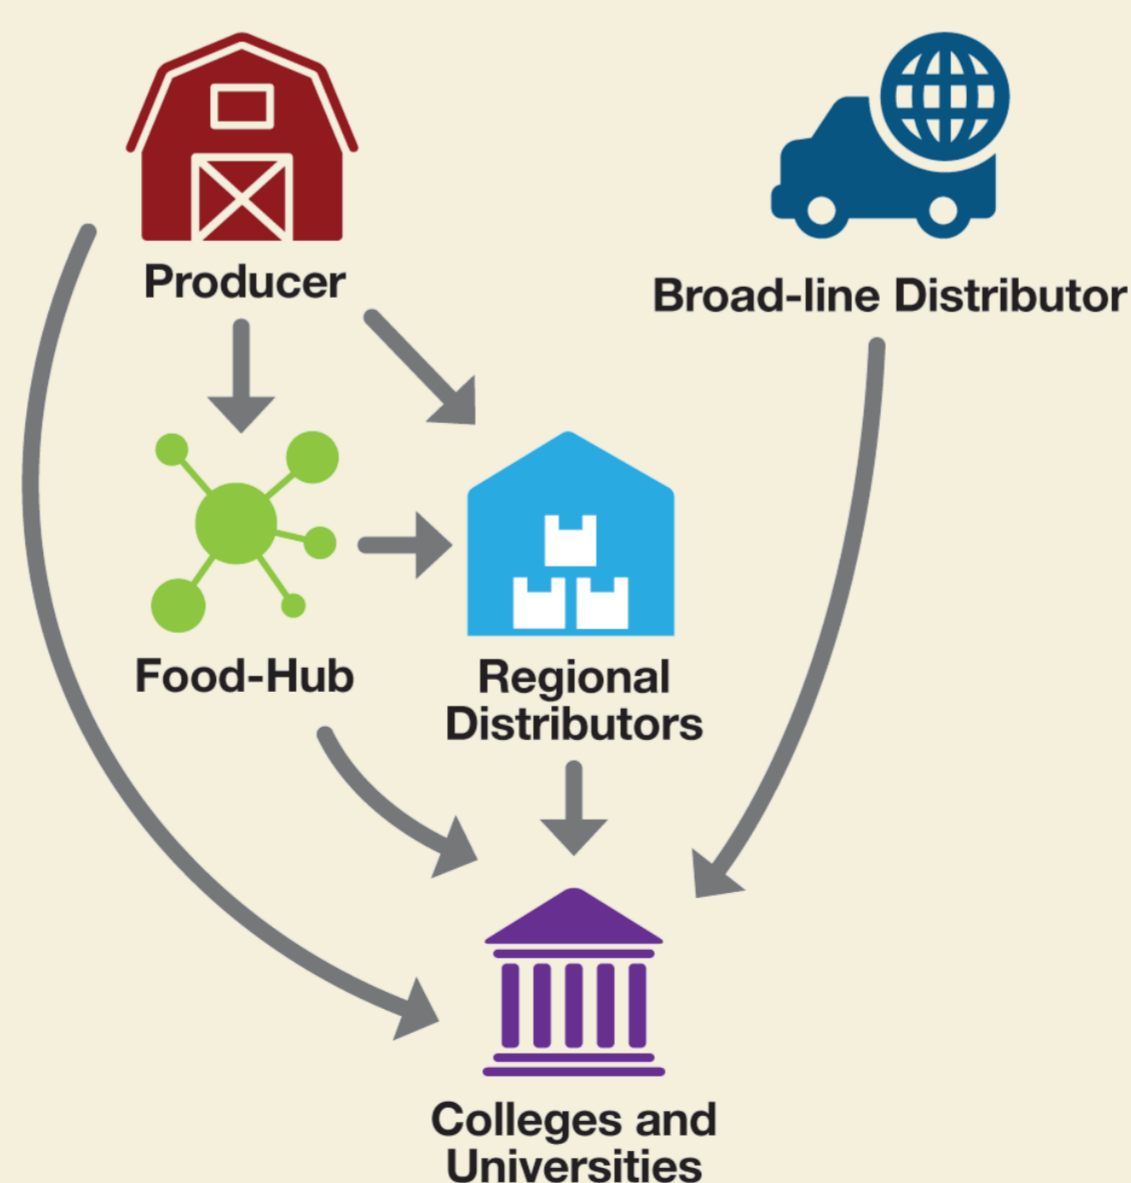 Producer
Broad-line Distributor
Food-Hub
Regional
Distributors
Colleges and
Universities